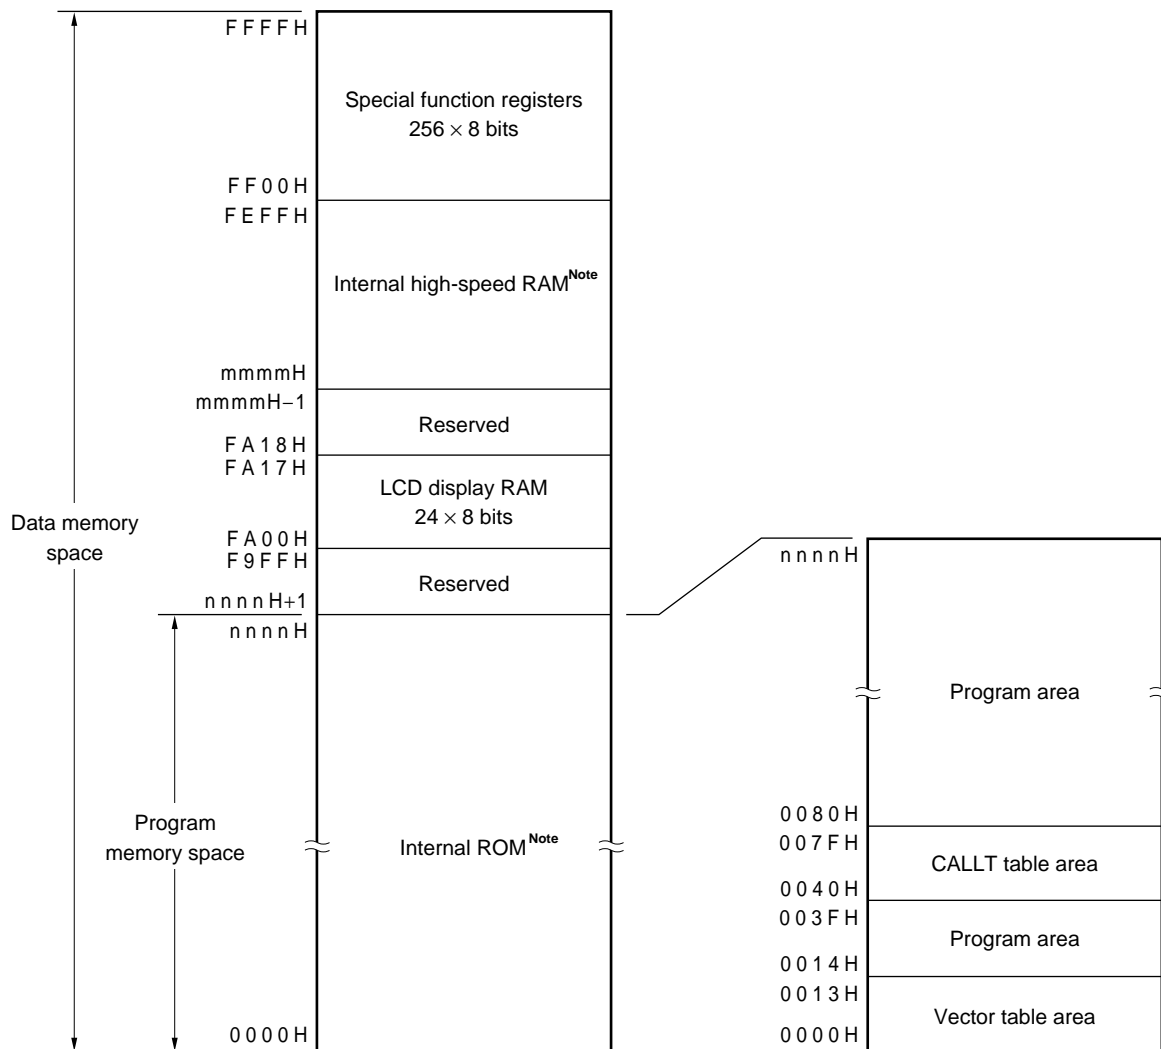 FFFFH
Special function registers
256 × 8 bits
FF00H
FEFFH
Internal high-speed RAMNote
mmmmH
mmmmH−1
Reserved
FA18H
FA17H
LCD display RAM
24 × 8 bits
FA00H
F9FFH
Reserved
nnnnH+1
nnnnH
Data memory
space
Program
memory space
Internal ROMNote
0000H
nnnnH
Program area
0080H
007FH
CALLT table area
0040H
003FH
Program area
0014H
0013H
Vector table area
0000H